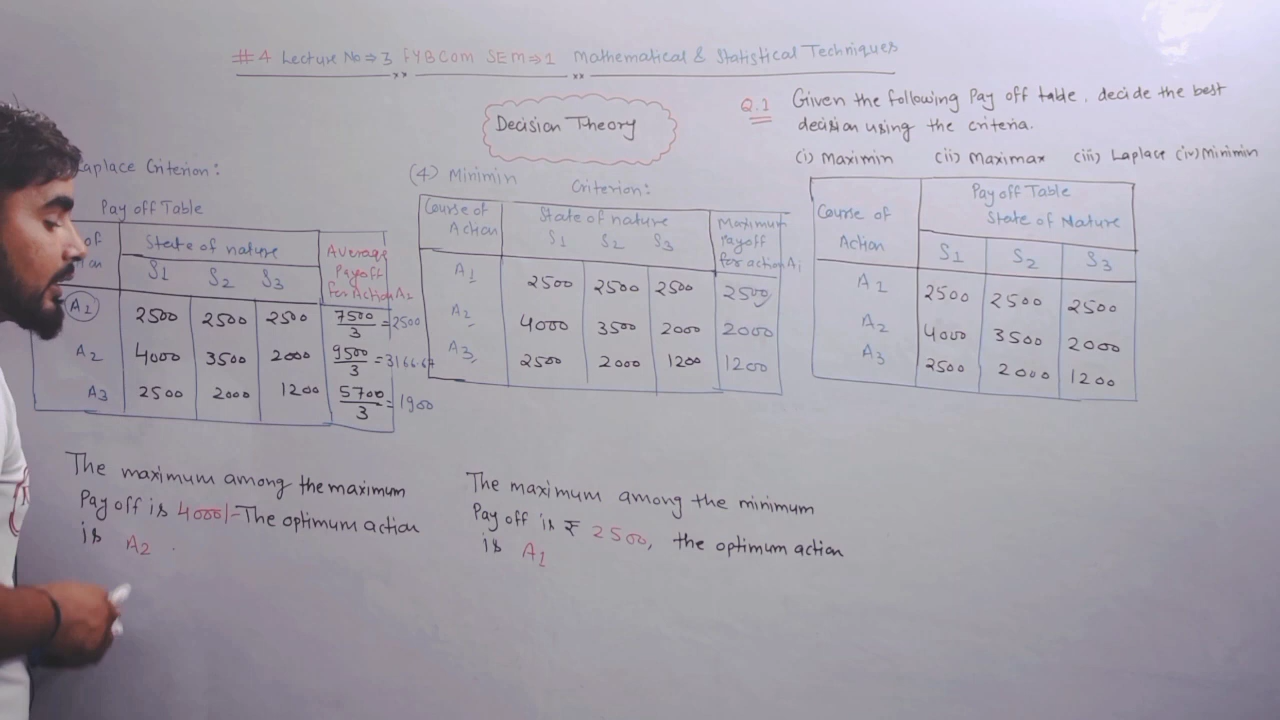 #4 Lecture No⇒3 FYBCom SEM⇒1 Mathematical & Statistical Techniques
Decision Theory
Q.1 Given the following Pay off table, decide the best
decision using the criteria.
(i) Maximin (ii) Maximax (iii) Laplace (iv) Minimin
Laplace Criterion:
Pay off Table
of
State of nature
Average
Payoff
for Action A1
S1 S2 S3
A1 2500 2500 2500 7500/3 = 2500
A2 4000 3500 2000 9500/3 = 3166.67
A3 2500 2000 1200 5700/3 = 1900
The maximum among the maximum
Pay off is 4000/- The optimum action
is A2.
(4) Minimin Criterion:
Course of
Action
State of nature
Maximum
Payoff
for action Ai
S1 S2 S3
A1 2500 2500 2500 2500
A2 4000 3500 2000 2000
A3 2500 2000 1200 1200
The maximum among the minimum
Pay off is ₹ 2500, the optimum action
is A1
Course of
Action
Pay off Table
State of Nature
S1 S2 S3
A1 2500 2500 2500
A2 4000 3500 2000
A3 2500 2000 1200